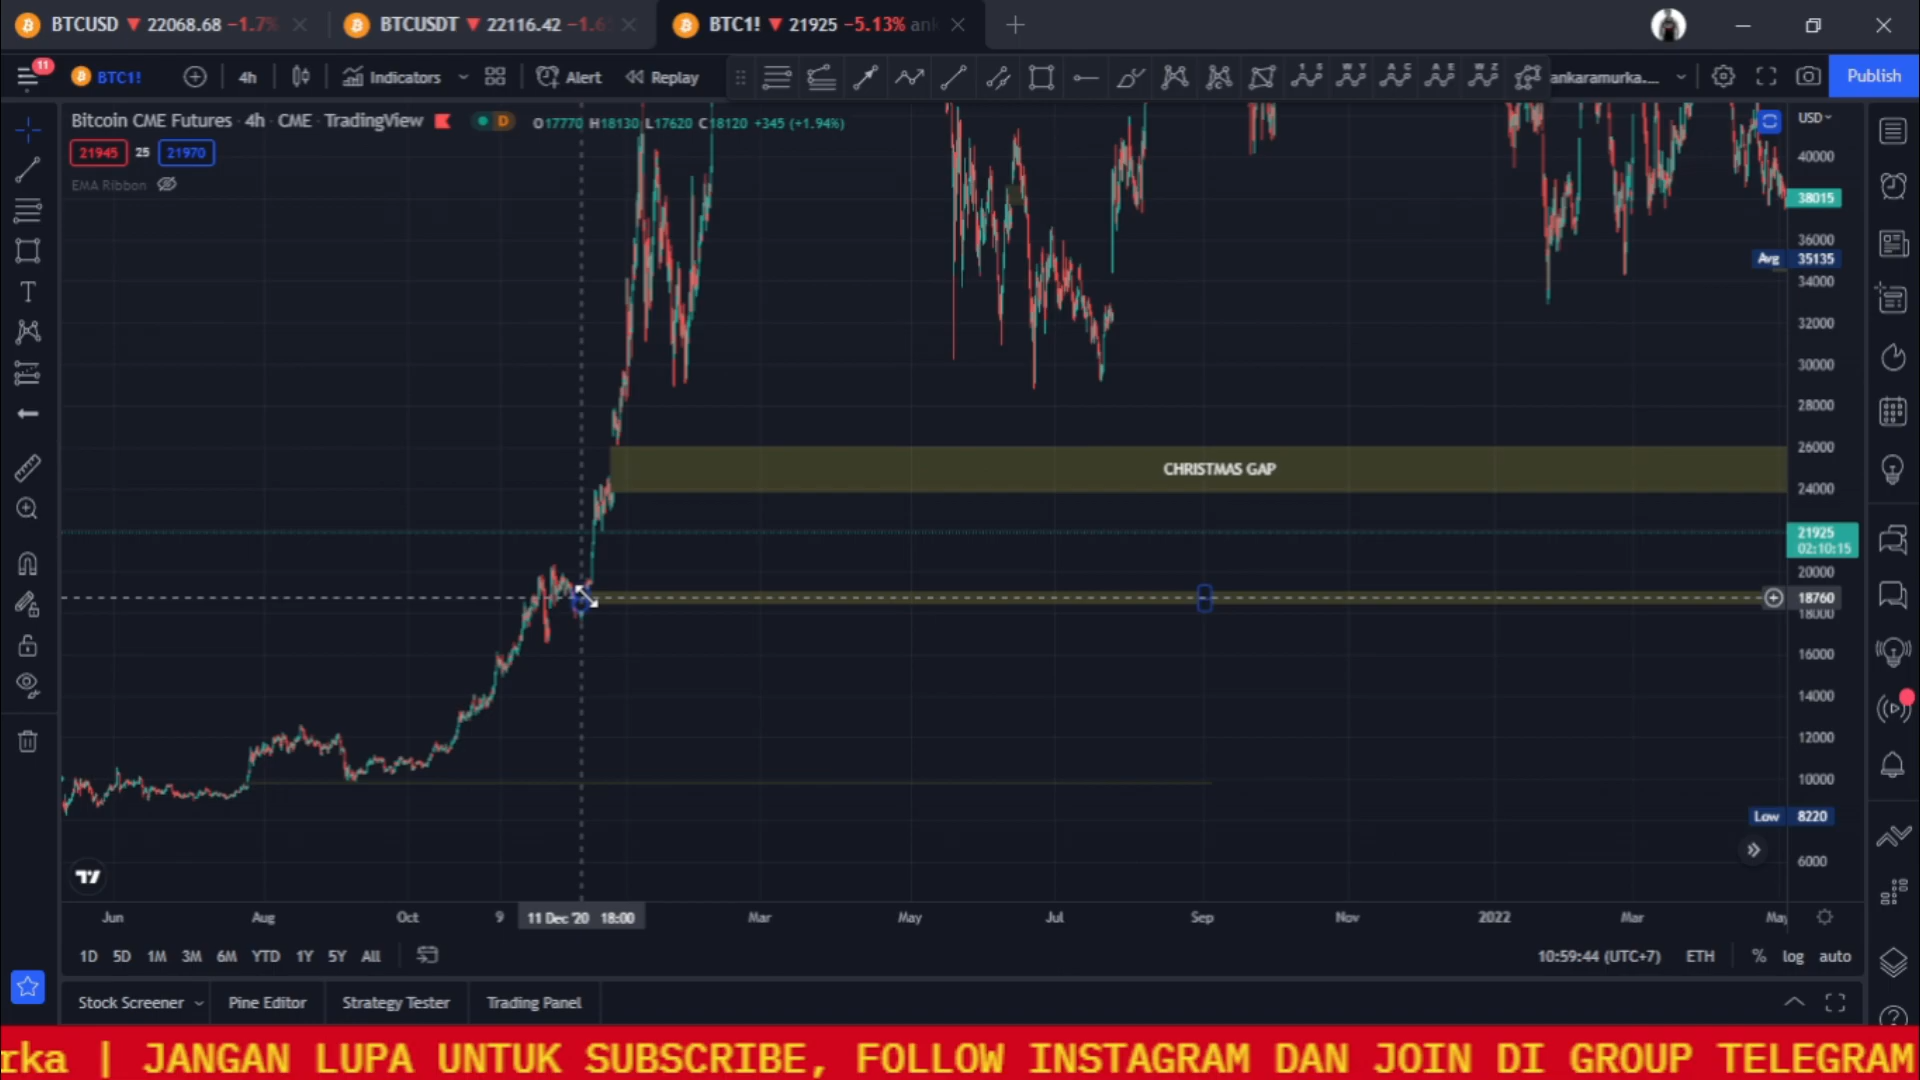 BTCUSD ▼ 22068.68 −1.7%
BTCUSDT ▼ 22116.42 −1.6
BTC1! ▼ 21925 −5.13% ank
11
BTC1!
4h
Indicators
Alert
Replay
ankaramurka....
Publish
Bitcoin CME Futures · 4h · CME · TradingView
D
O17770 H18130 L17620 C18120 +345 (+1.94%)
21945
25
21970
EMA Ribbon
USD
40000
38015
36000
Avg 35135
34000
32000
30000
28000
26000
CHRISTMAS GAP
24000
21925
02:10:15
20000
18760
18000
16000
14000
12000
10000
Low 8220
6000
Jun
Aug
Oct
9
11 Dec '20 18:00
Mar
May
Jul
Sep
Nov
2022
Mar
May
1D 5D 1M 3M 6M YTD 1Y 5Y All
10:59:44 (UTC+7)
ETH
% log auto
Stock Screener
Pine Editor
Strategy Tester
Trading Panel
rka | JANGAN LUPA UNTUK SUBSCRIBE, FOLLOW INSTAGRAM DAN JOIN DI GROUP TELEGRAM